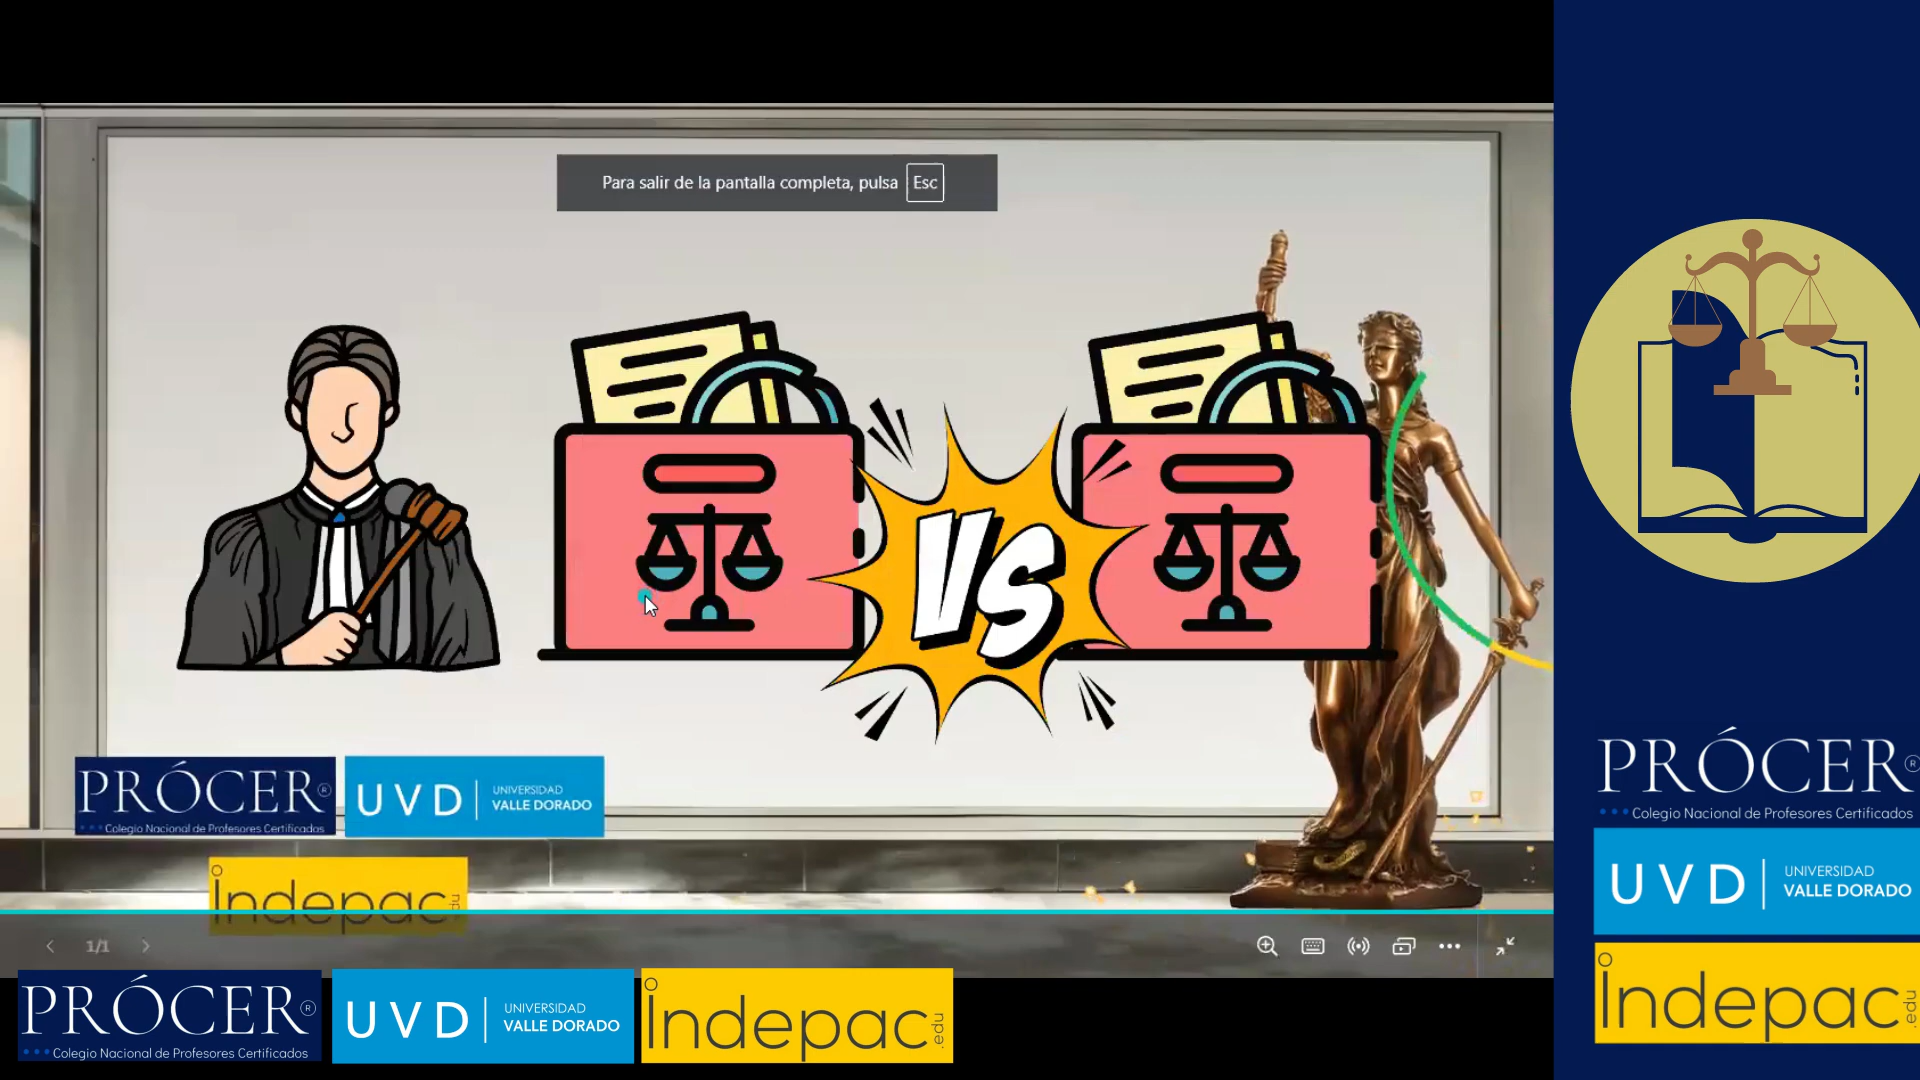 Para salir de la pantalla completa, pulsa Esc
VS
PRÓCER®
Colegio Nacional de Profesores Certificados
UVD
UNIVERSIDAD
VALLE DORADO
indepac
.edu
1/1
PRÓCER®
Colegio Nacional de Profesores Certificados
UVD
UNIVERSIDAD
VALLE DORADO
indepac
.edu
PRÓCER®
Colegio Nacional de Profesores Certificados
UVD
UNIVERSIDAD
VALLE DORADO
indepac
.edu